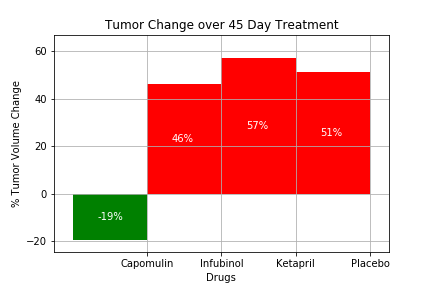 Tumor Change over 45 Day Treatment
% Tumor Volume Change
60
40
20
0
−20
-19%
46%
57%
51%
Capomulin
Infubinol
Ketapril
Placebo
Drugs